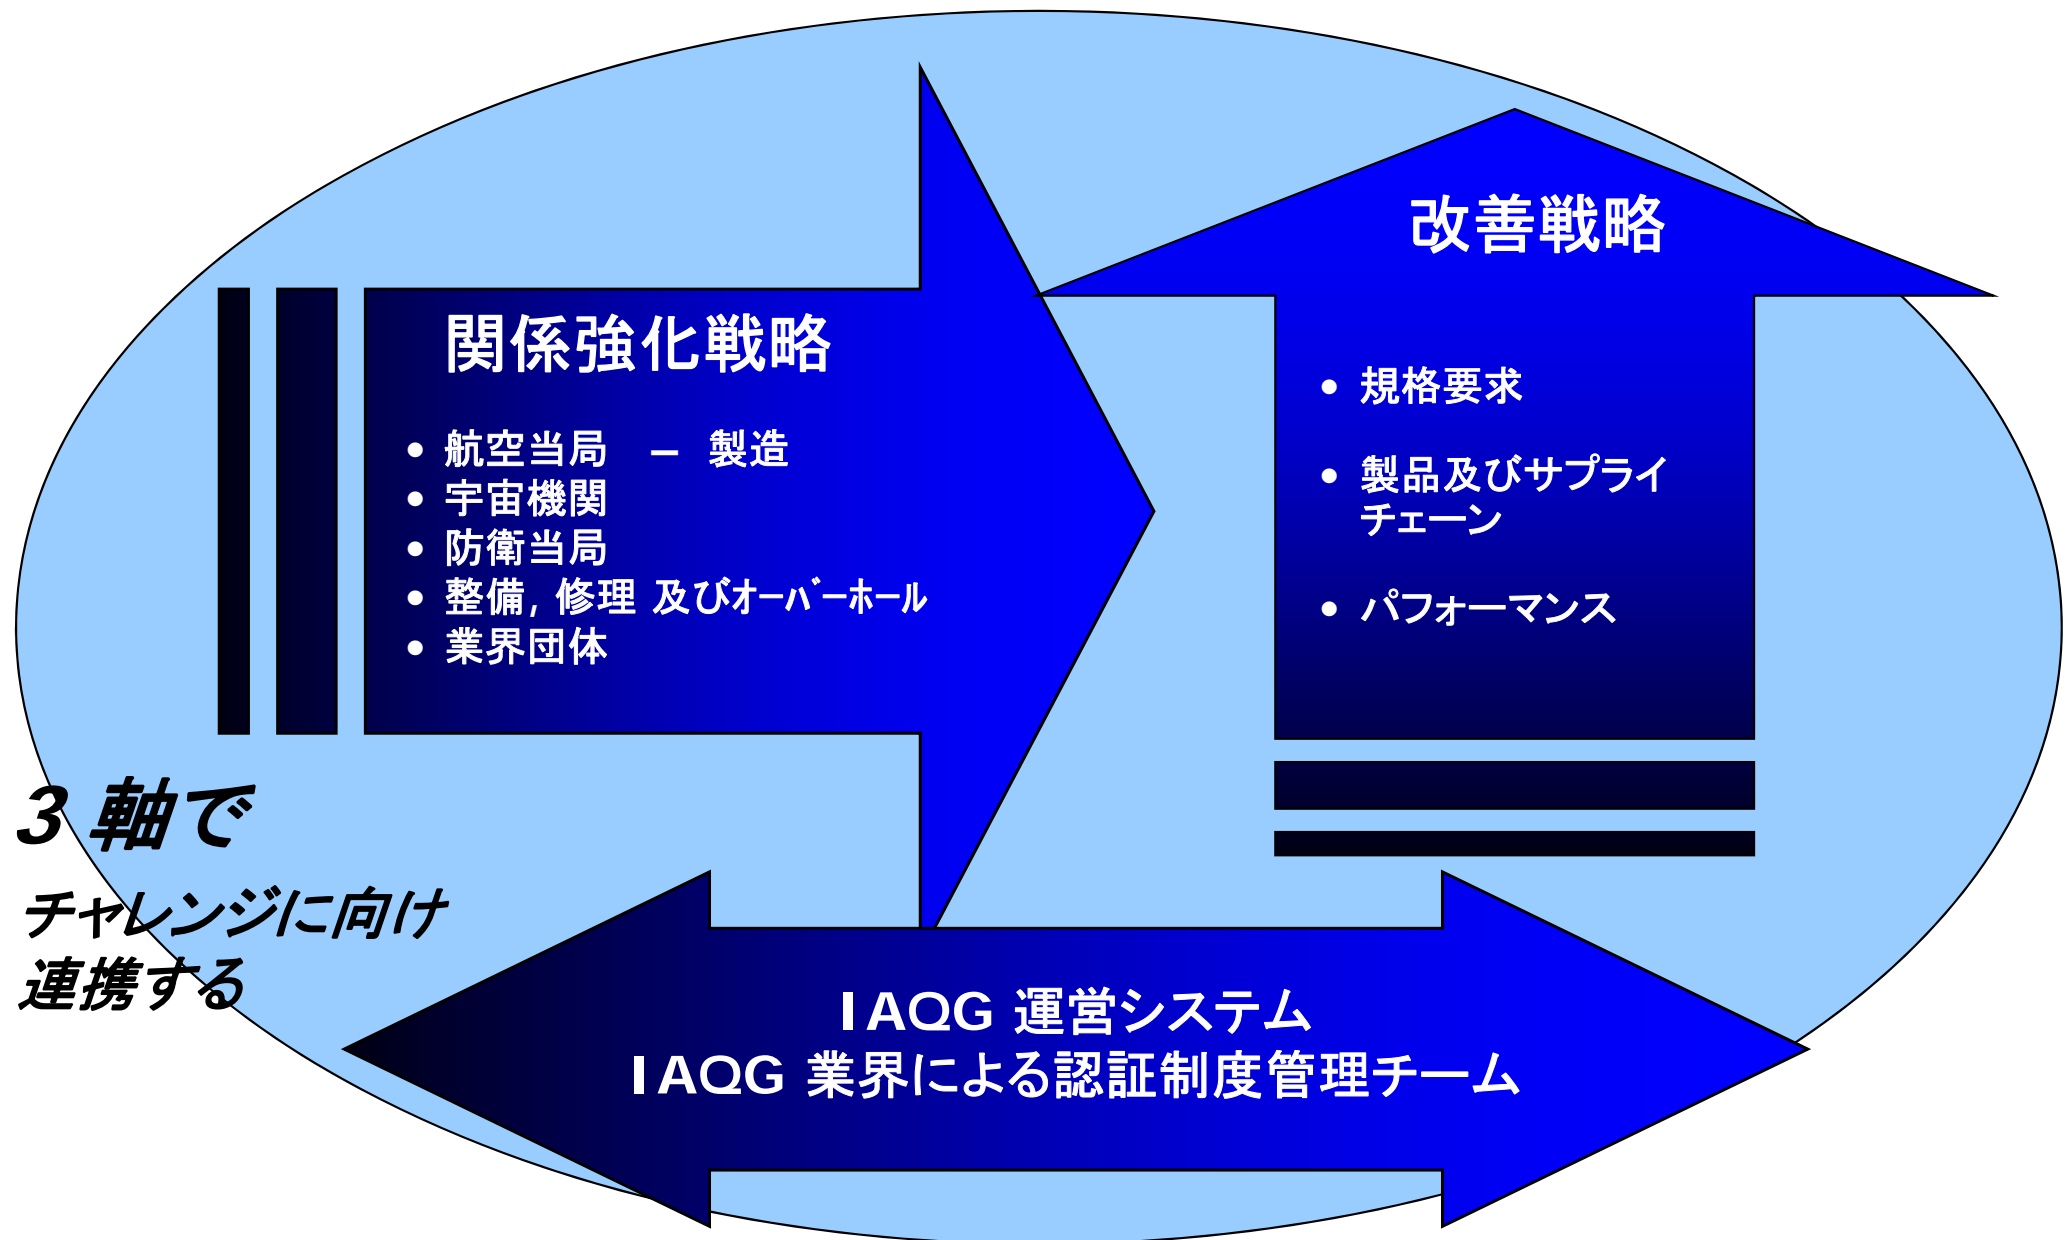 関係強化戦略
• 航空当局 － 製造
• 宇宙機関
• 防衛当局
• 整備, 修理 及びｵｰﾊﾞｰﾎｰﾙ
• 業界団体
改善戦略
• 規格要求
• 製品及びサプライ
チェーン
• パフォーマンス
3 軸で
チャレンジに向け
連携する
IAQG 運営システム
IAQG 業界による認証制度管理チーム